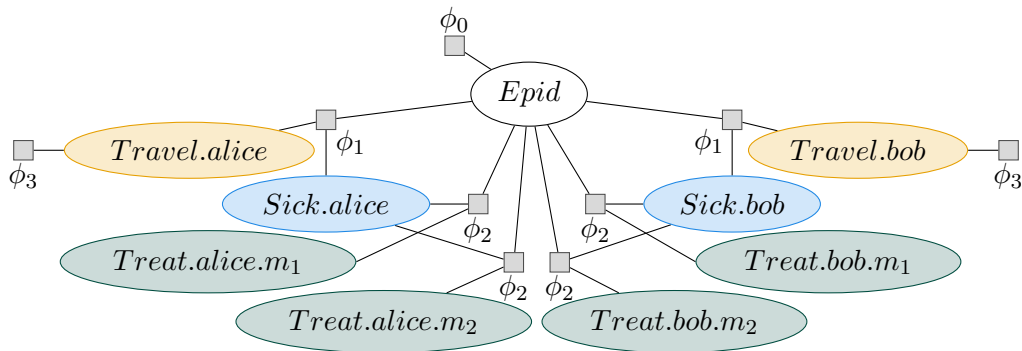 ϕ₀
Epid
Travel.alice
ϕ₁
ϕ₁
Travel.bob
ϕ₃
ϕ₃
Sick.alice
Sick.bob
ϕ₂
ϕ₂
Treat.alice.m₁
Treat.bob.m₁
ϕ₂
ϕ₂
Treat.alice.m₂
Treat.bob.m₂